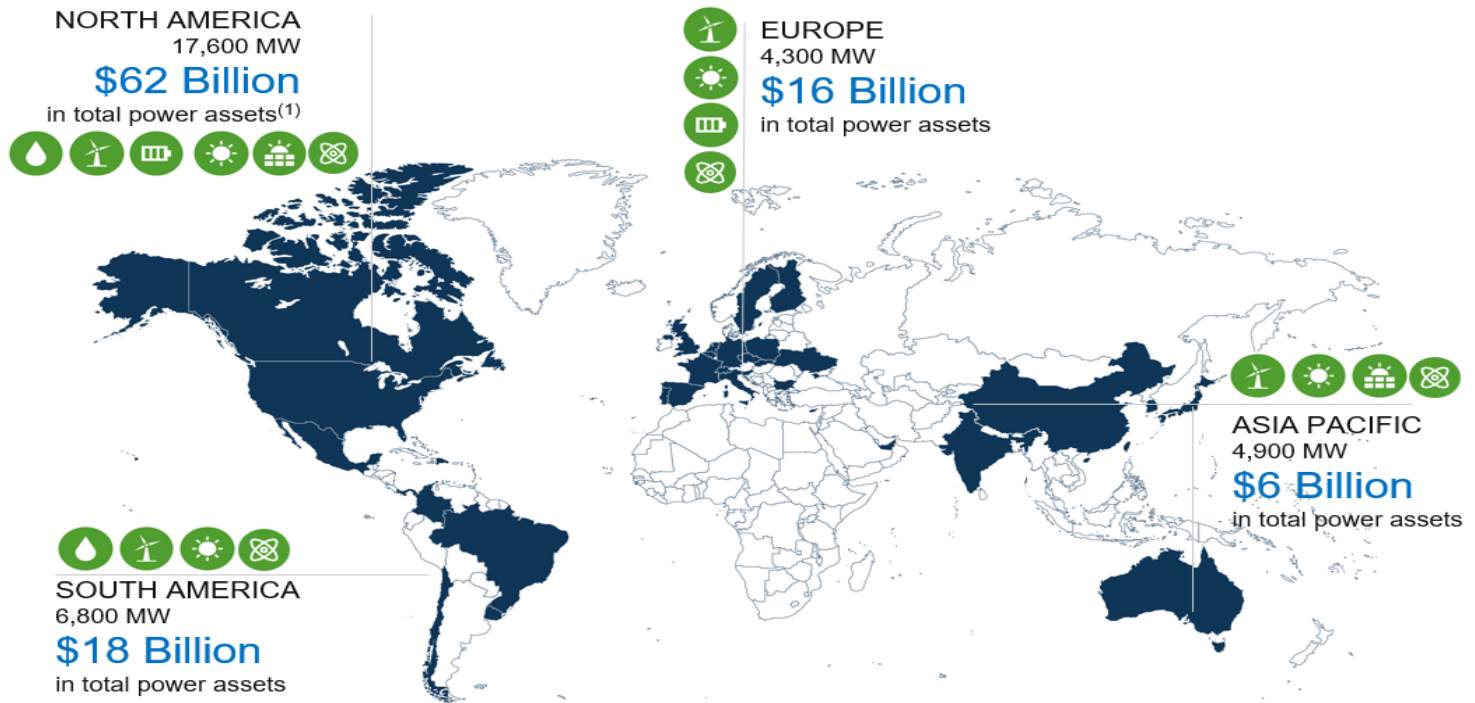 NORTH AMERICA
17,600 MW
$62 Billion
in total power assets(1)
EUROPE
4,300 MW
$16 Billion
in total power assets
ASIA PACIFIC
4,900 MW
$6 Billion
in total power assets
SOUTH AMERICA
6,800 MW
$18 Billion
in total power assets